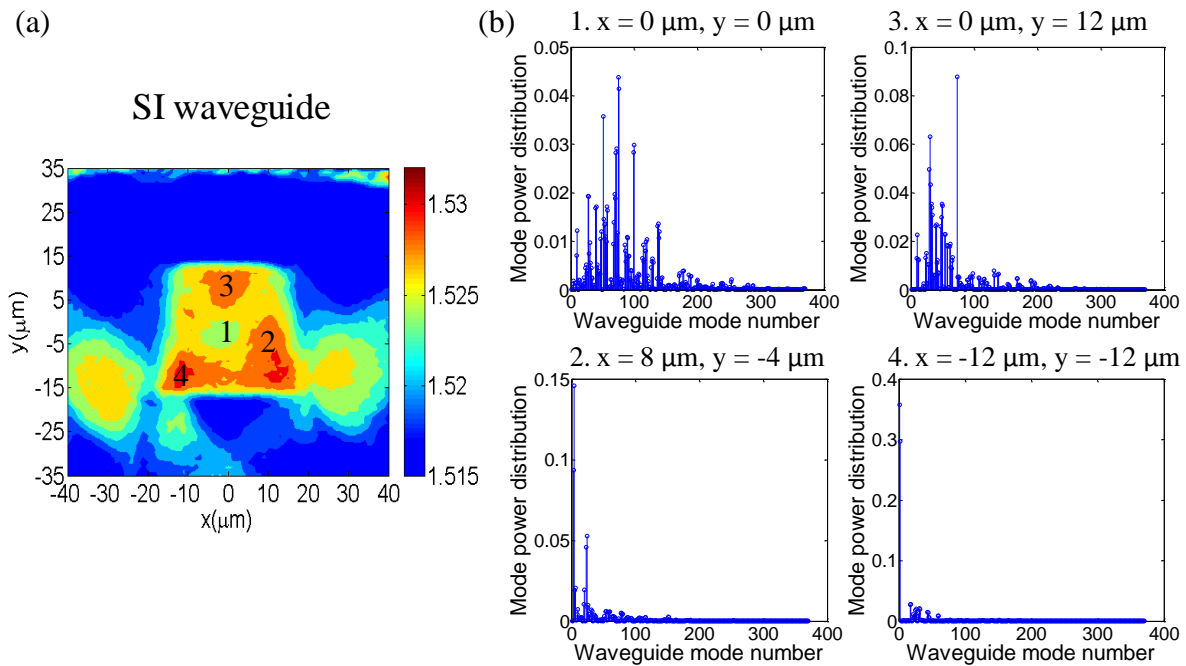 (a)
SI waveguide
35
25
15
5
-5
-15
-25
-35
y(μm)
-40 -30 -20 -10 0 10 20 30 40
x(μm)
1.53
1.525
1.52
1.515
3
1
2
4
(b)
1. x = 0 μm, y = 0 μm
0.05
0.04
0.03
0.02
0.01
0
Mode power distribution
0 100 200 300 400
Waveguide mode number
3. x = 0 μm, y = 12 μm
0.1
0.08
0.06
0.04
0.02
0
Mode power distribution
0 100 200 300 400
Waveguide mode number
2. x = 8 μm, y = -4 μm
0.15
0.1
0.05
0
Mode power distribution
0 100 200 300 400
Waveguide mode number
4. x = -12 μm, y = -12 μm
0.4
0.3
0.2
0.1
0
Mode power distribution
0 100 200 300 400
Waveguide mode number